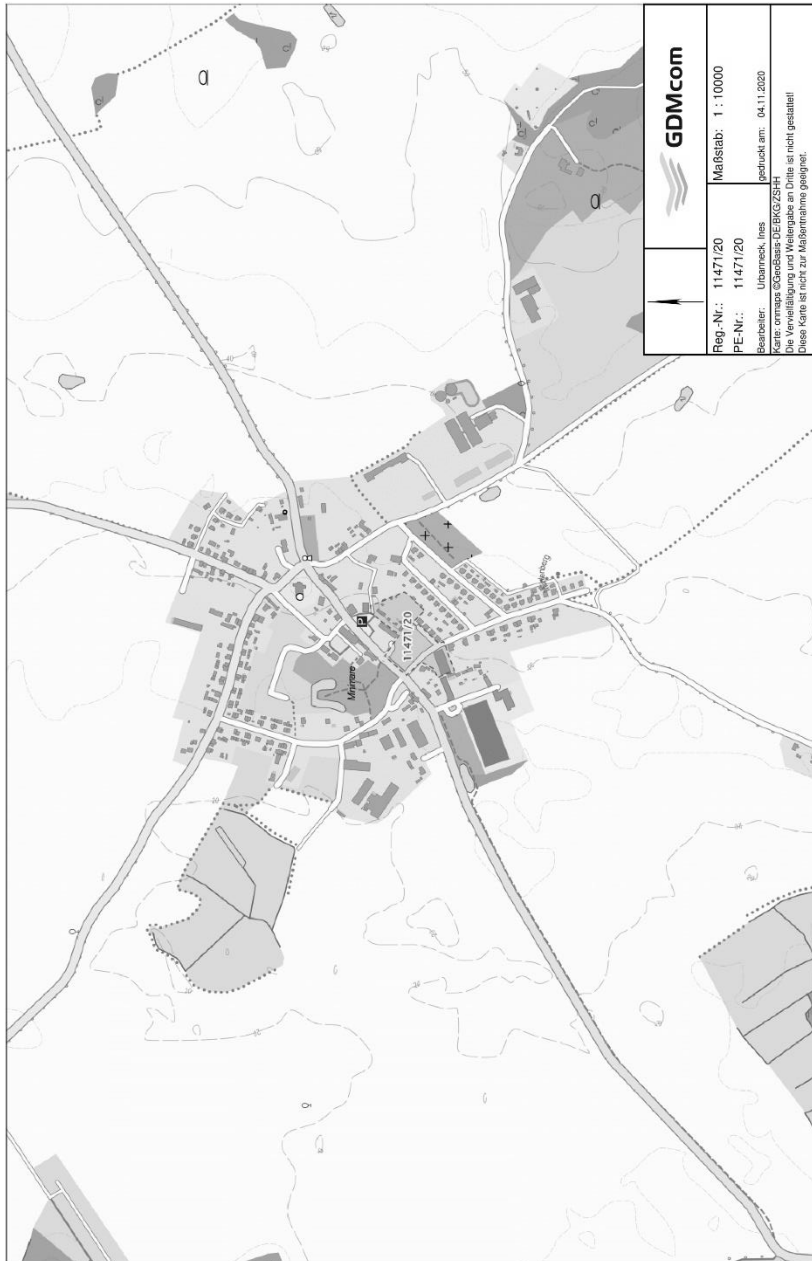 GDMcom
Reg.-Nr.: 11471/20
Maßstab: 1 : 10000
PE-Nr.: 11471/20
Bearbeiter: Urbanneck, Ines
gedruckt am: 04.11.2020
Karte: onmaps ©GeoBasis-DE/BKG/ZSHH
Die Vervielfältigung und Weitergabe an Dritte ist nicht gestattet!
Diese Karte ist nicht zur Maßentnahme geeignet.
P
11471/20